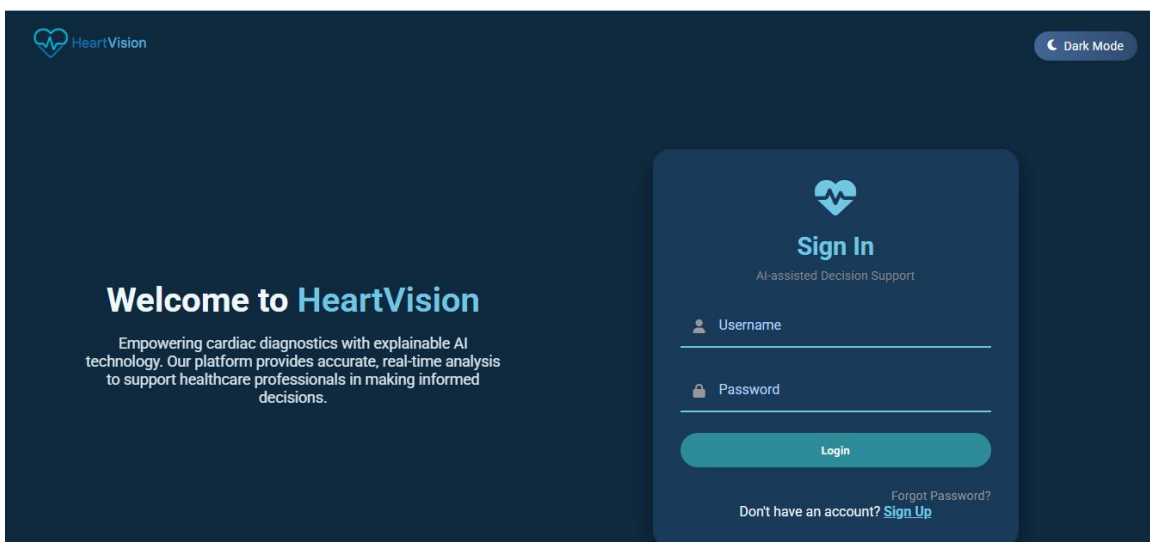 HeartVision
Dark Mode
Welcome to HeartVision
Empowering cardiac diagnostics with explainable AI
technology. Our platform provides accurate, real-time analysis
to support healthcare professionals in making informed
decisions.
Sign In
AI-assisted Decision Support
Username
Password
Login
Forgot Password?
Don't have an account? Sign Up